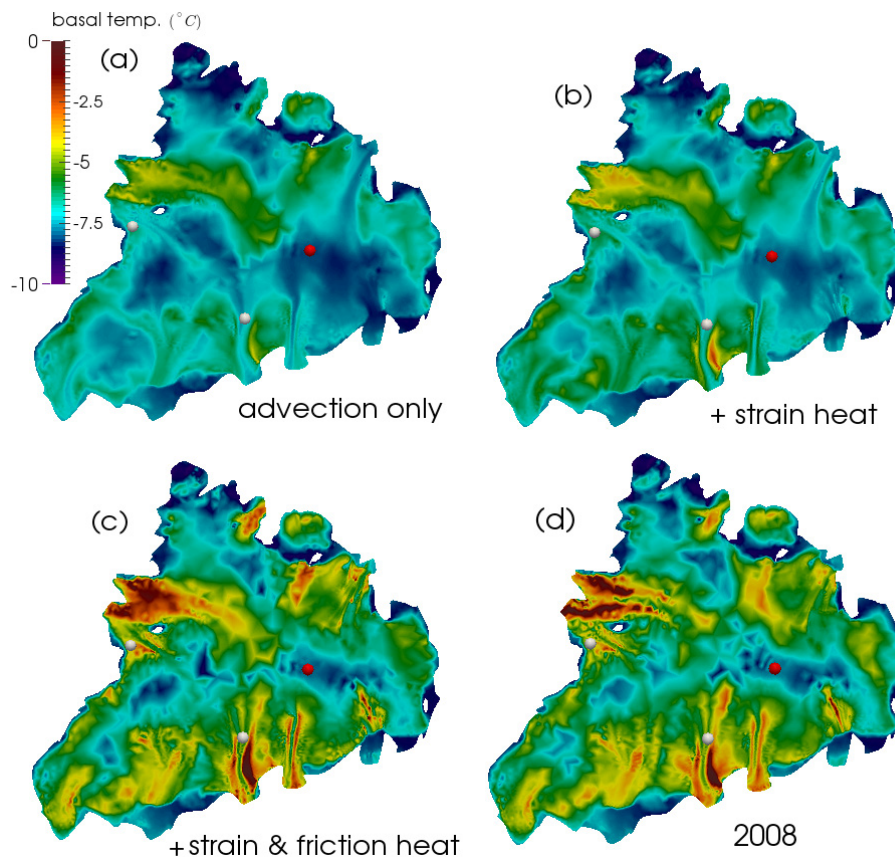 basal temp. (°C)
0
-2.5
-5
-7.5
-10
(a)
advection only
(b)
+ strain heat
(c)
+strain & friction heat
(d)
2008